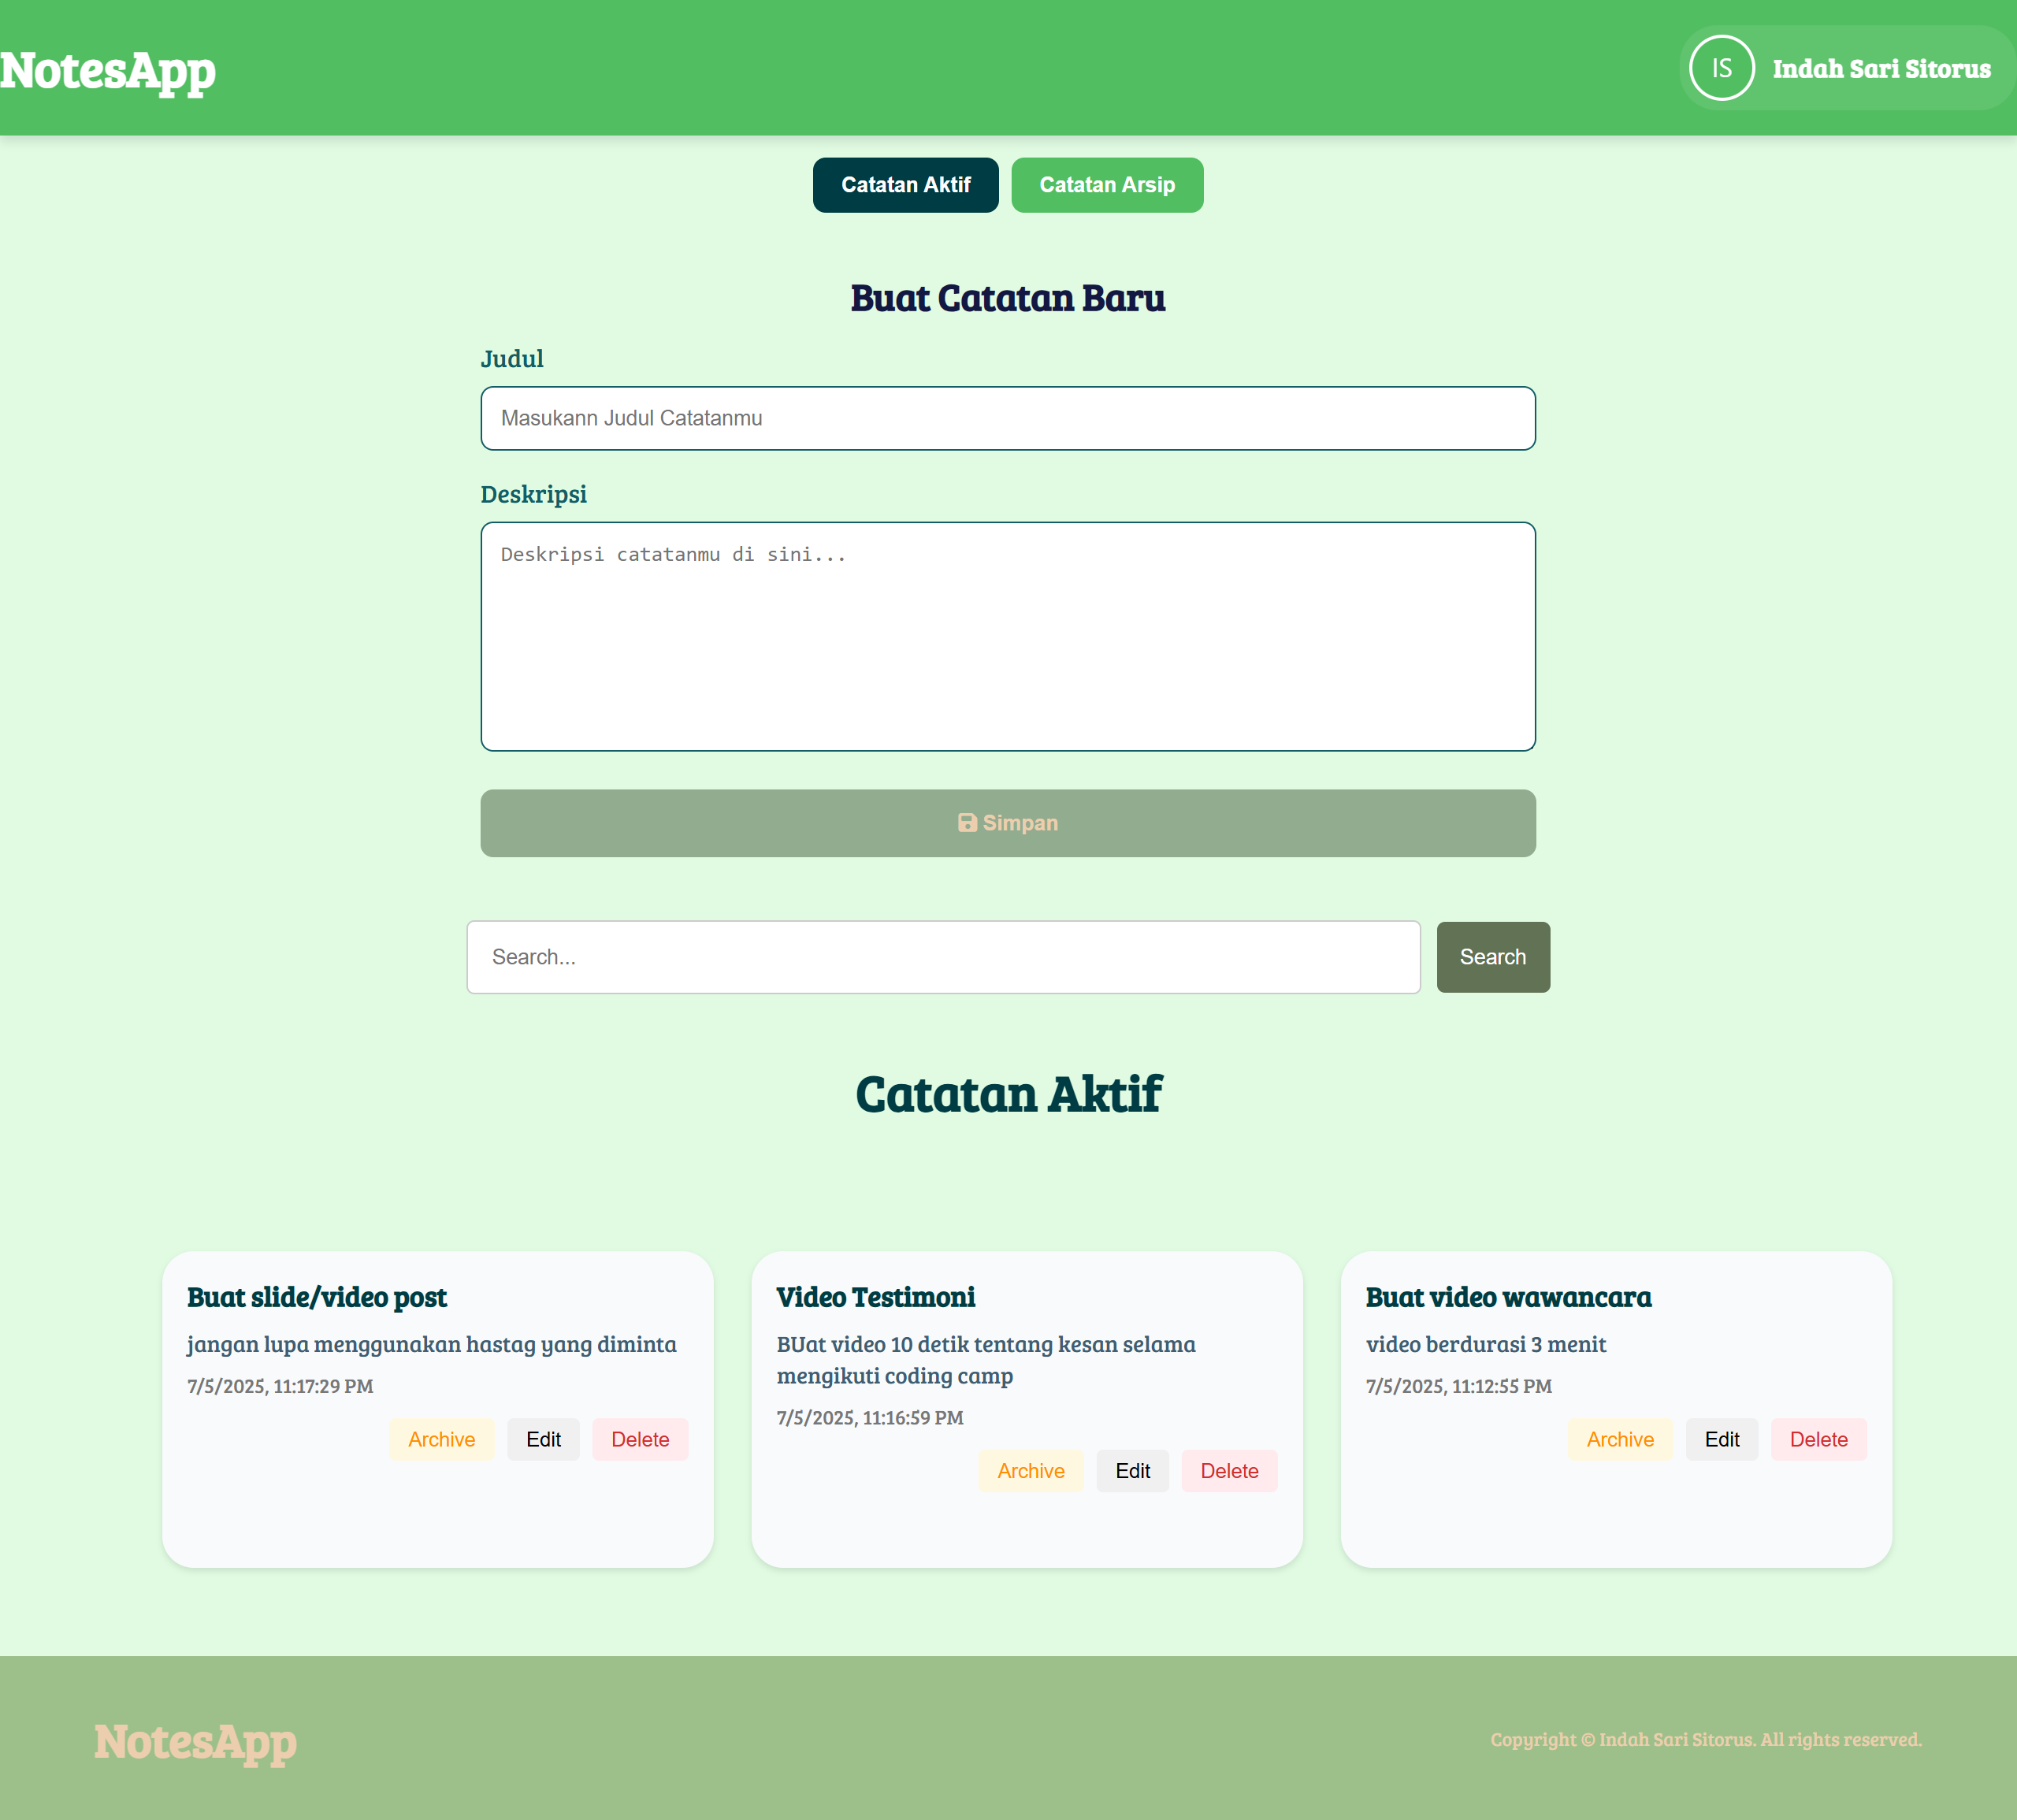 NotesApp
IS
Indah Sari Sitorus
Catatan Aktif
Catatan Arsip
Buat Catatan Baru
Judul
Masukann Judul Catatanmu
Deskripsi
Deskripsi catatanmu di sini...
Simpan
Search...
Search
Catatan Aktif
Buat slide/video post
jangan lupa menggunakan hastag yang diminta
7/5/2025, 11:17:29 PM
Archive
Edit
Delete
Video Testimoni
BUat video 10 detik tentang kesan selama
mengikuti coding camp
7/5/2025, 11:16:59 PM
Archive
Edit
Delete
Buat video wawancara
video berdurasi 3 menit
7/5/2025, 11:12:55 PM
Archive
Edit
Delete
NotesApp
Copyright © Indah Sari Sitorus. All rights reserved.